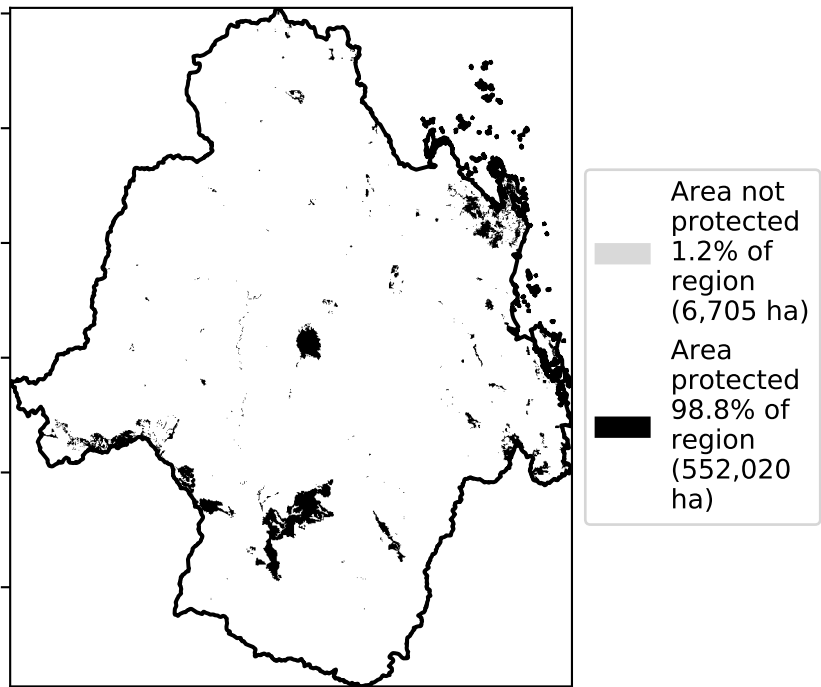 Area not
protected
1.2% of
region
(6,705 ha)
Area
protected
98.8% of
region
(552,020
ha)